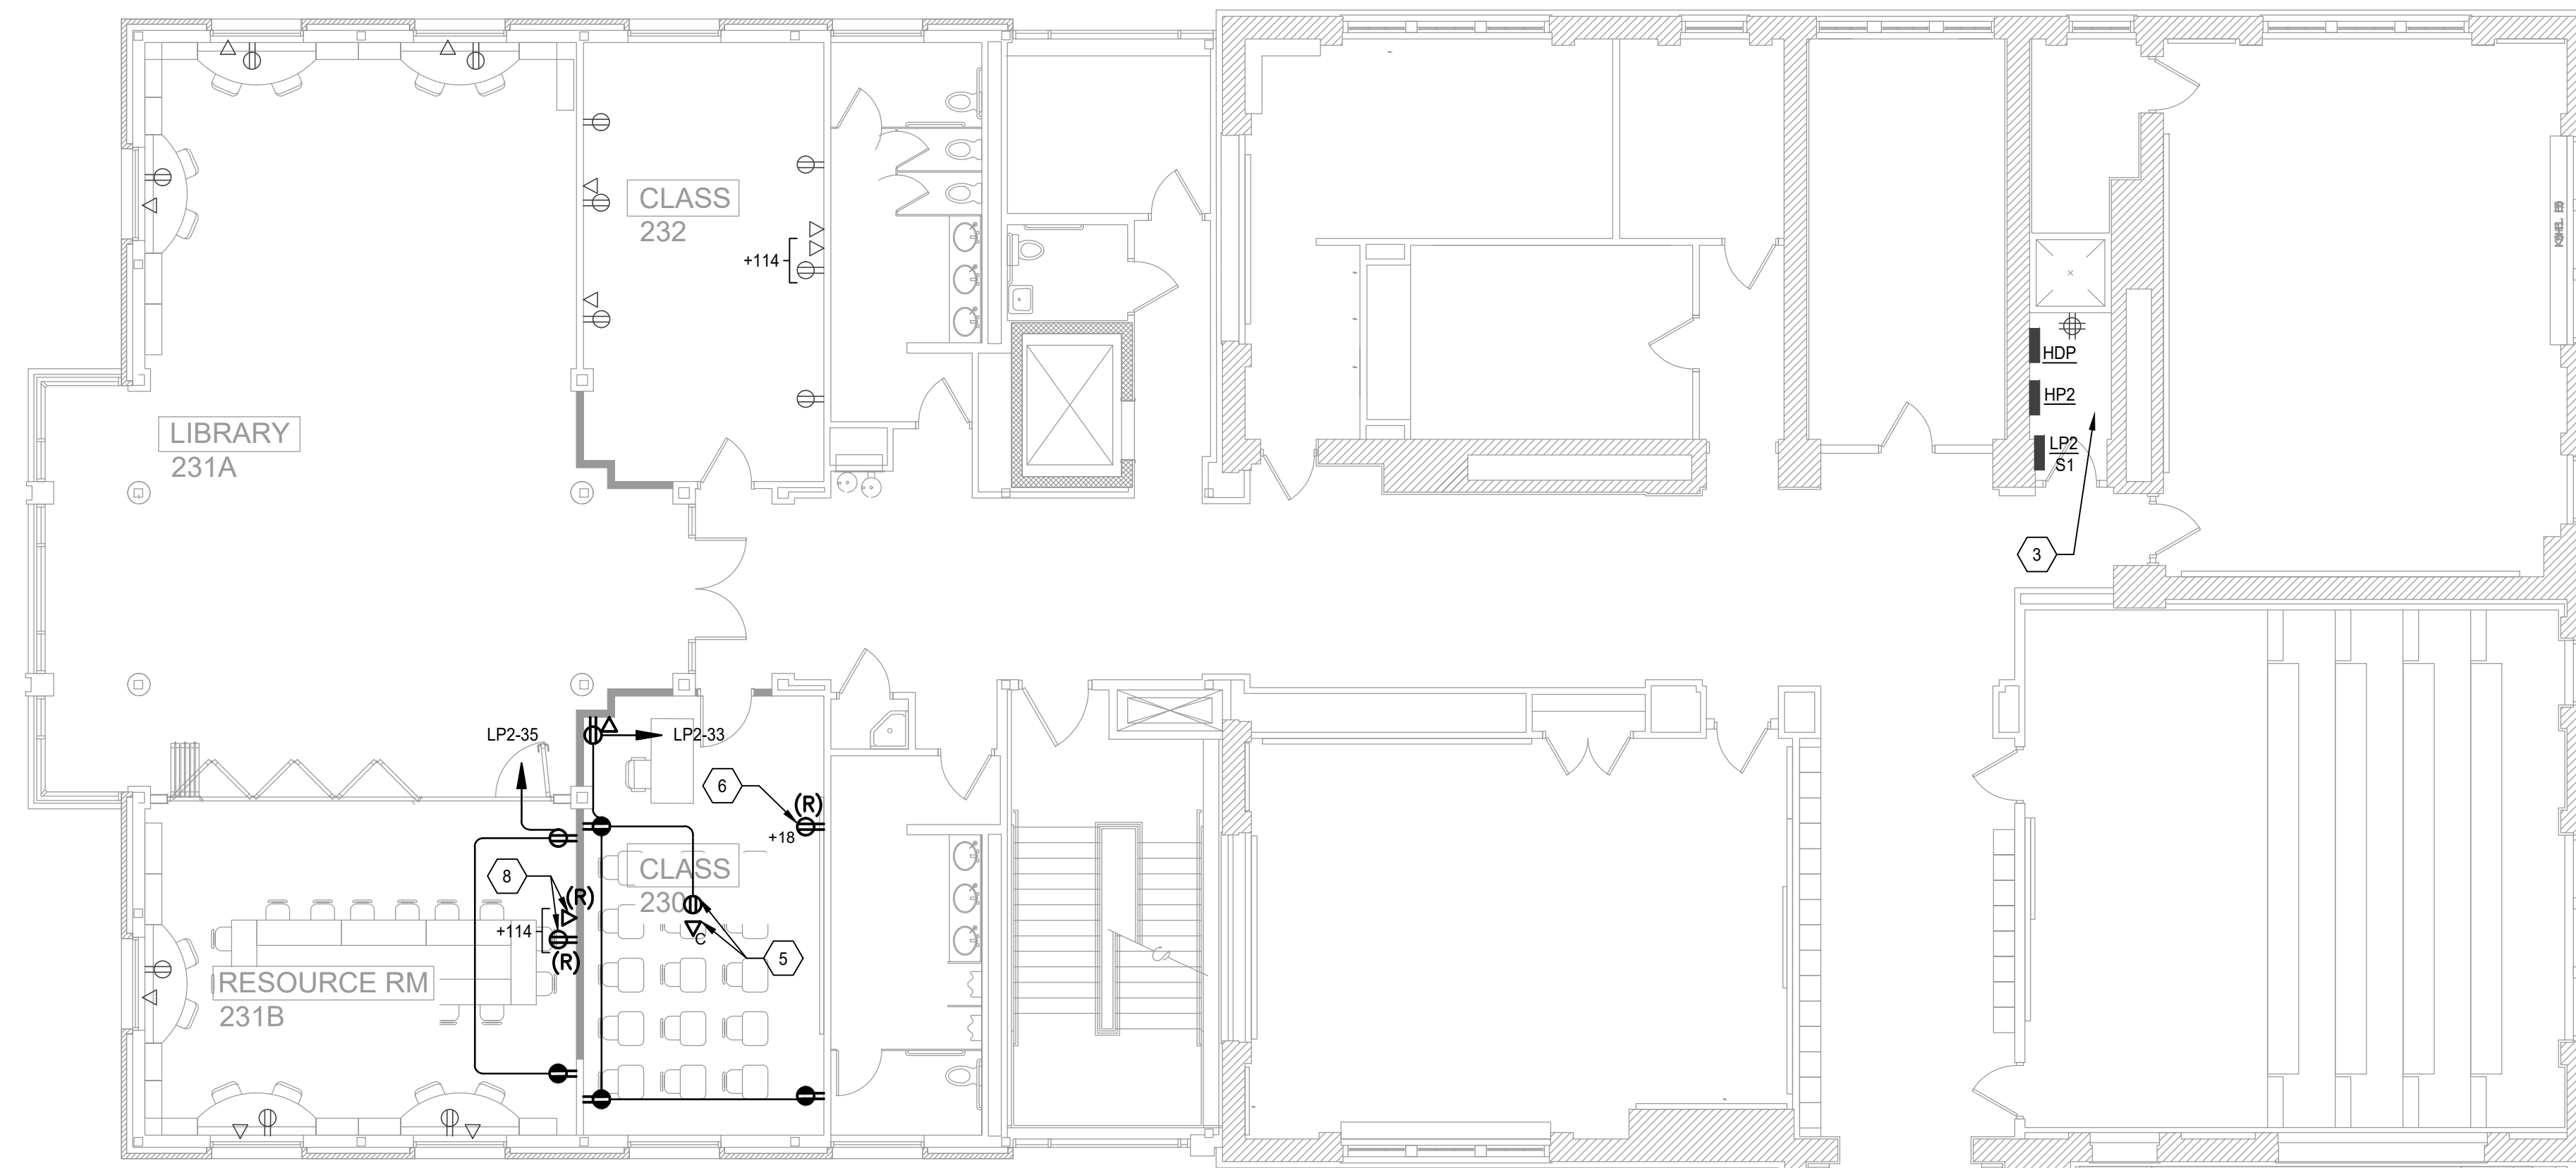 CLASS
232
+114
HDP
HP2
LP2
S1
LIBRARY
231A
3
LP2-35
LP2-33
6
(R)
+18
CLASS
230
8
(R)
+114
(R)
C
5
RESOURCE RM
231B